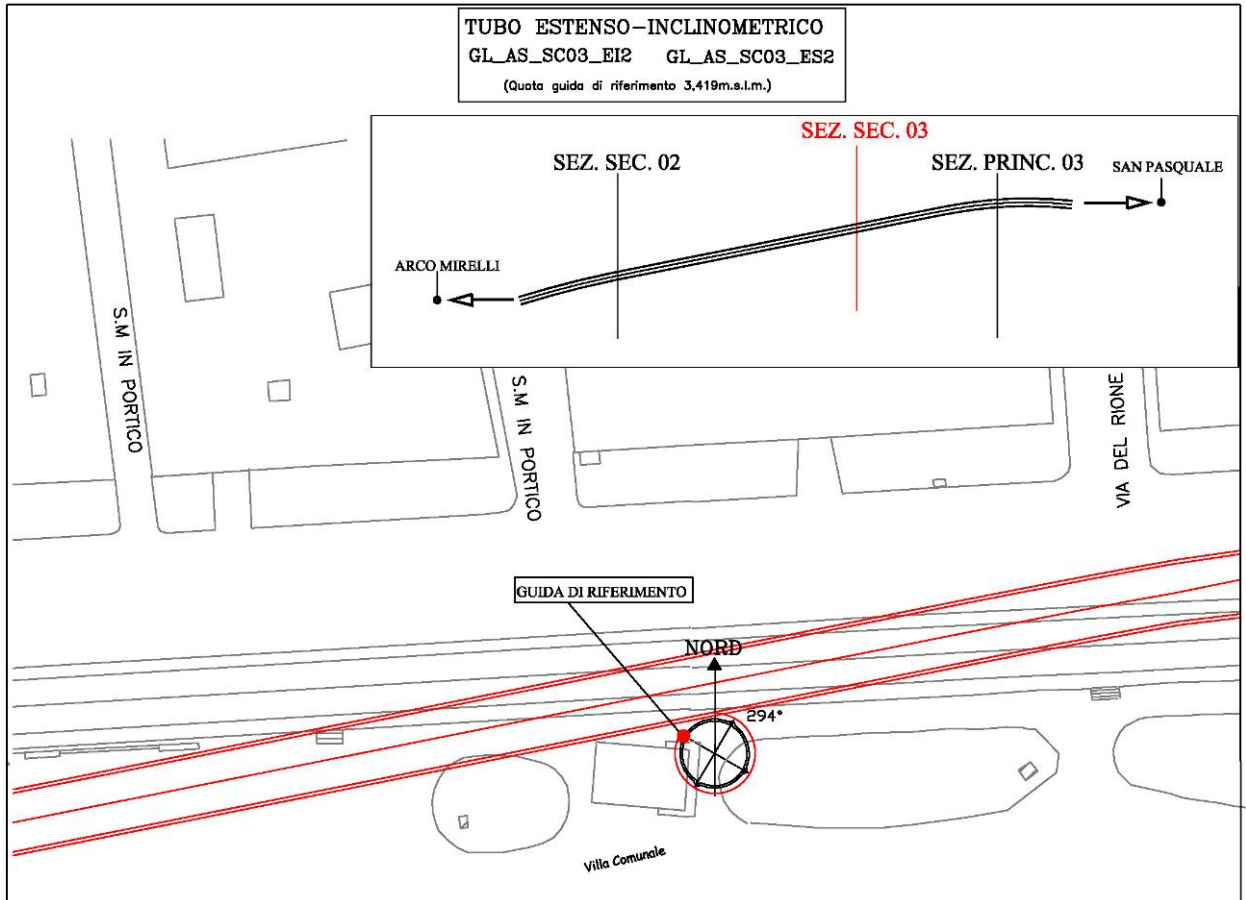 TUBO ESTENSO-INCLINOMETRICO
GL_AS_SC03_EI2 GL_AS_SC03_ES2
(Quota guida di riferimento 3,419m.s.l.m.)
SEZ. SEC. 03
SEZ. SEC. 02
SEZ. PRINC. 03
SAN PASQUALE
ARCO MIRELLI
S.M IN PORTICO
S.M IN PORTICO
VIA DEL RIONE
GUIDA DI RIFERIMENTO
NORD
294°
Villa Comunale